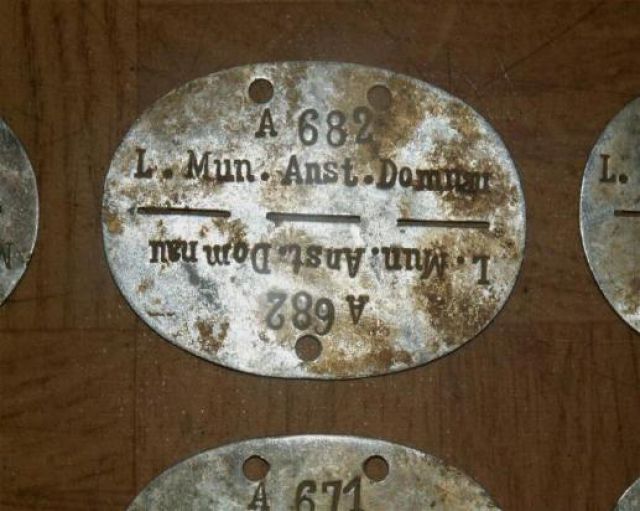 A 682
L. Mun. Anst. Domnau
L. Mun. Anst. Domnau
A 682
A 671
L.